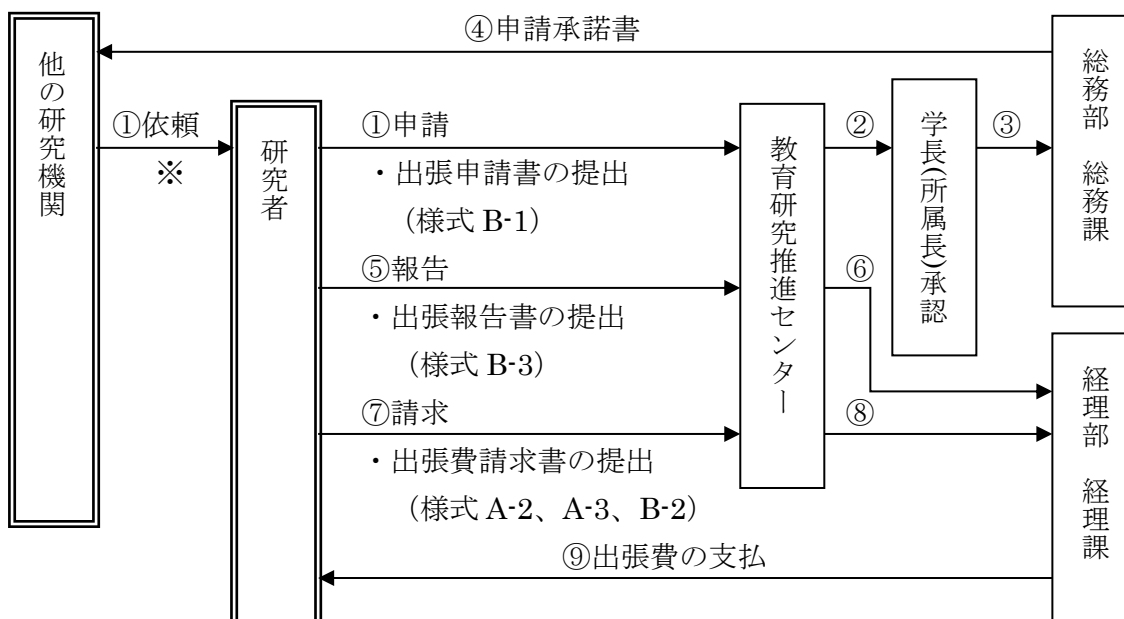 ④申請承諾書
他の研究機関
①依頼
※
研究者
①申請
・出張申請書の提出
（様式 B-1）
⑤報告
・出張報告書の提出
（様式 B-3）
⑦請求
・出張費請求書の提出
（様式 A-2、A-3、B-2）
教育研究推進センター
②
学長(所属長)承認
③
⑥
⑧
総務部　総務課
経理部　経理課
⑨出張費の支払